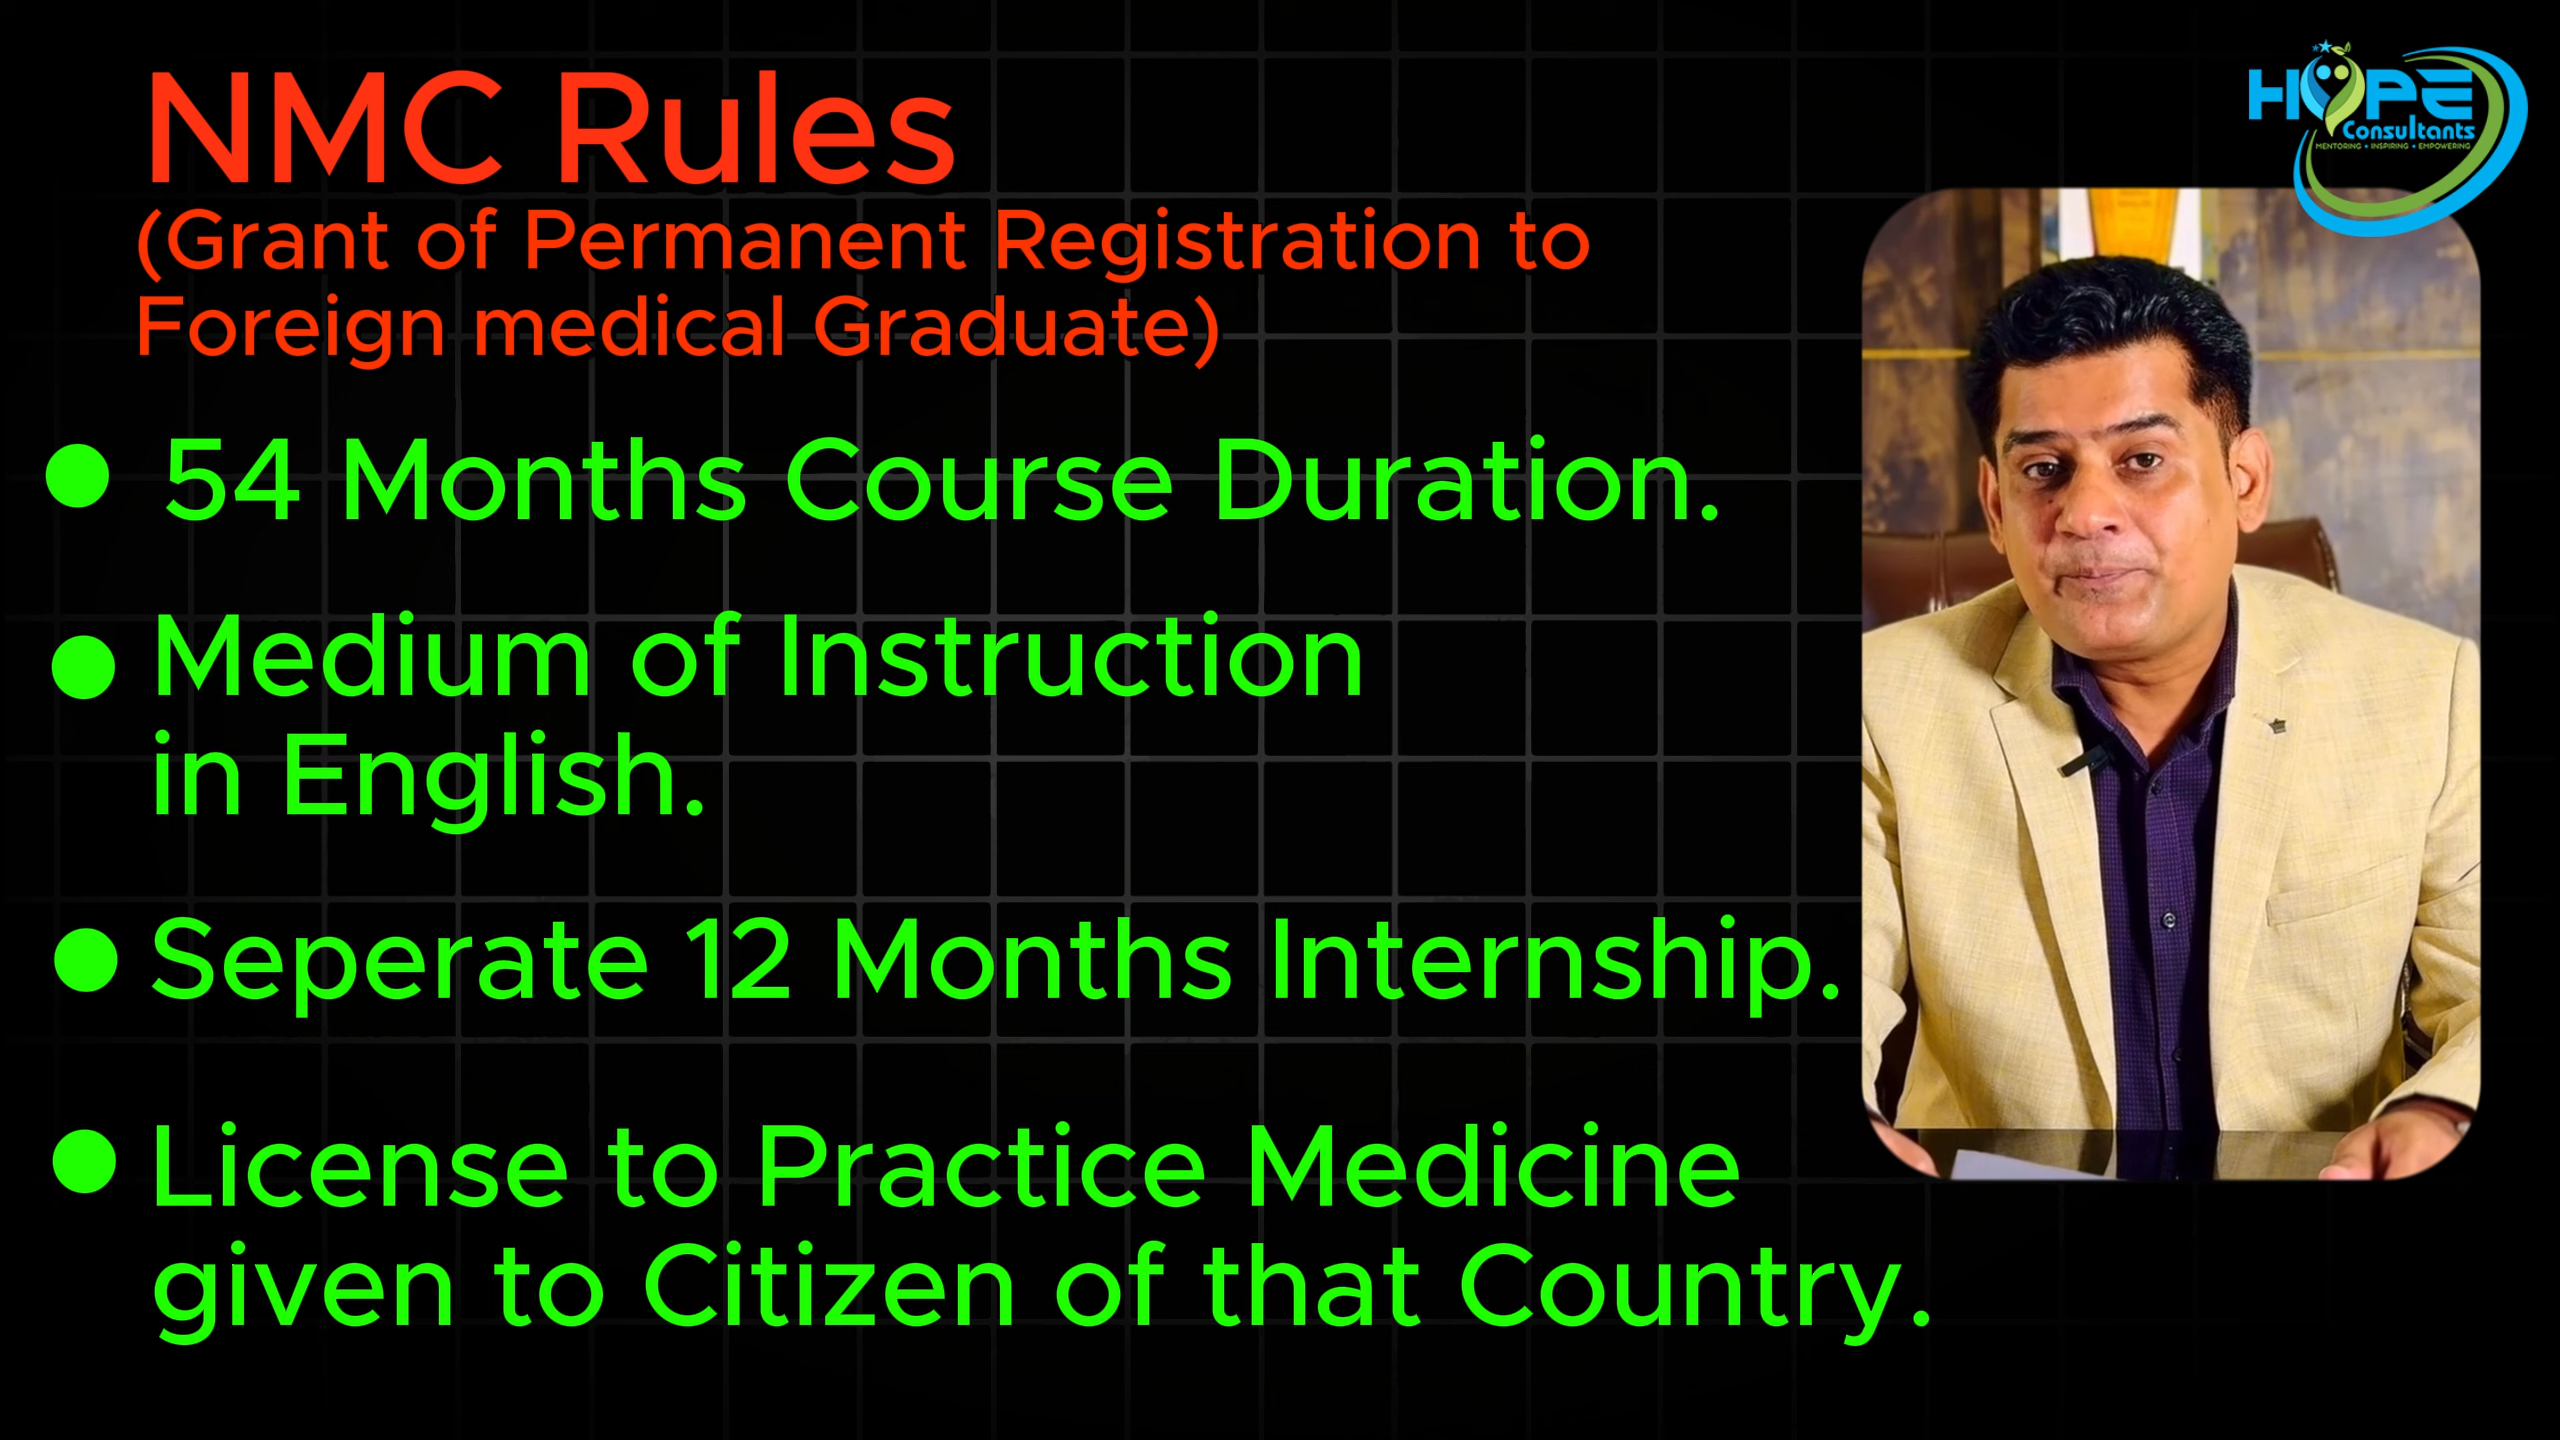 NMC Rules
(Grant of Permanent Registration to
Foreign medical Graduate)
54 Months Course Duration.
Medium of Instruction
in English.
Seperate 12 Months Internship.
License to Practice Medicine
given to Citizen of that Country.
HOPE
Consultants
MENTORING • INSPIRING • EMPOWERING